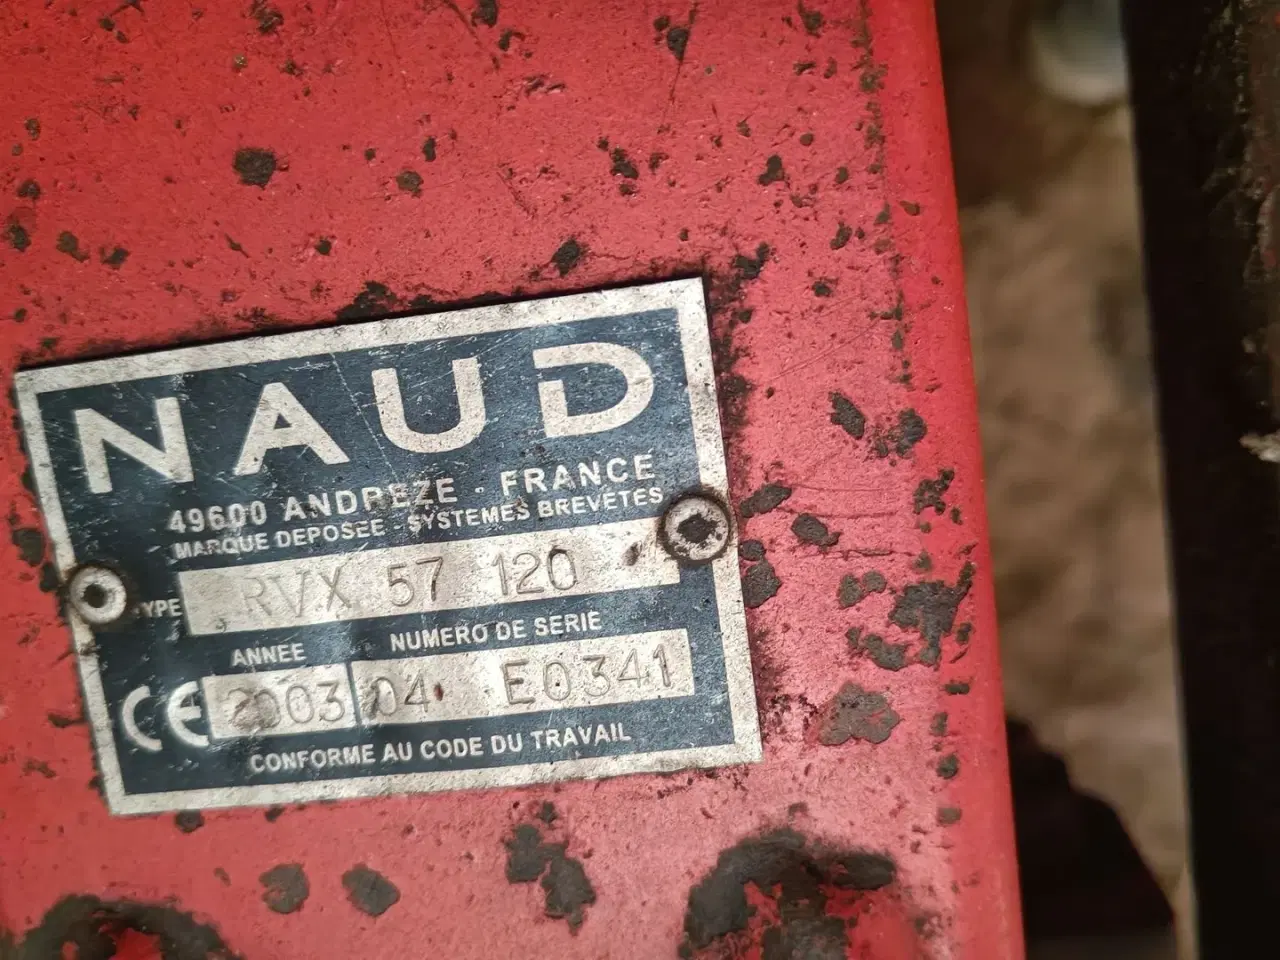 NAUD
49600 ANDREZE - FRANCE
MARQUE DEPOSEE - SYSTEMES BREVETES
TYPE RVX 57 120
ANNEE NUMERO DE SERIE
CE 2003 04 E0341
CONFORME AU CODE DU TRAVAIL